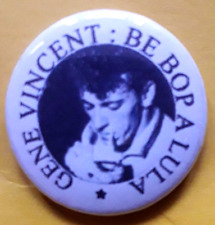 GENE VINCENT : BE BOP A LULA